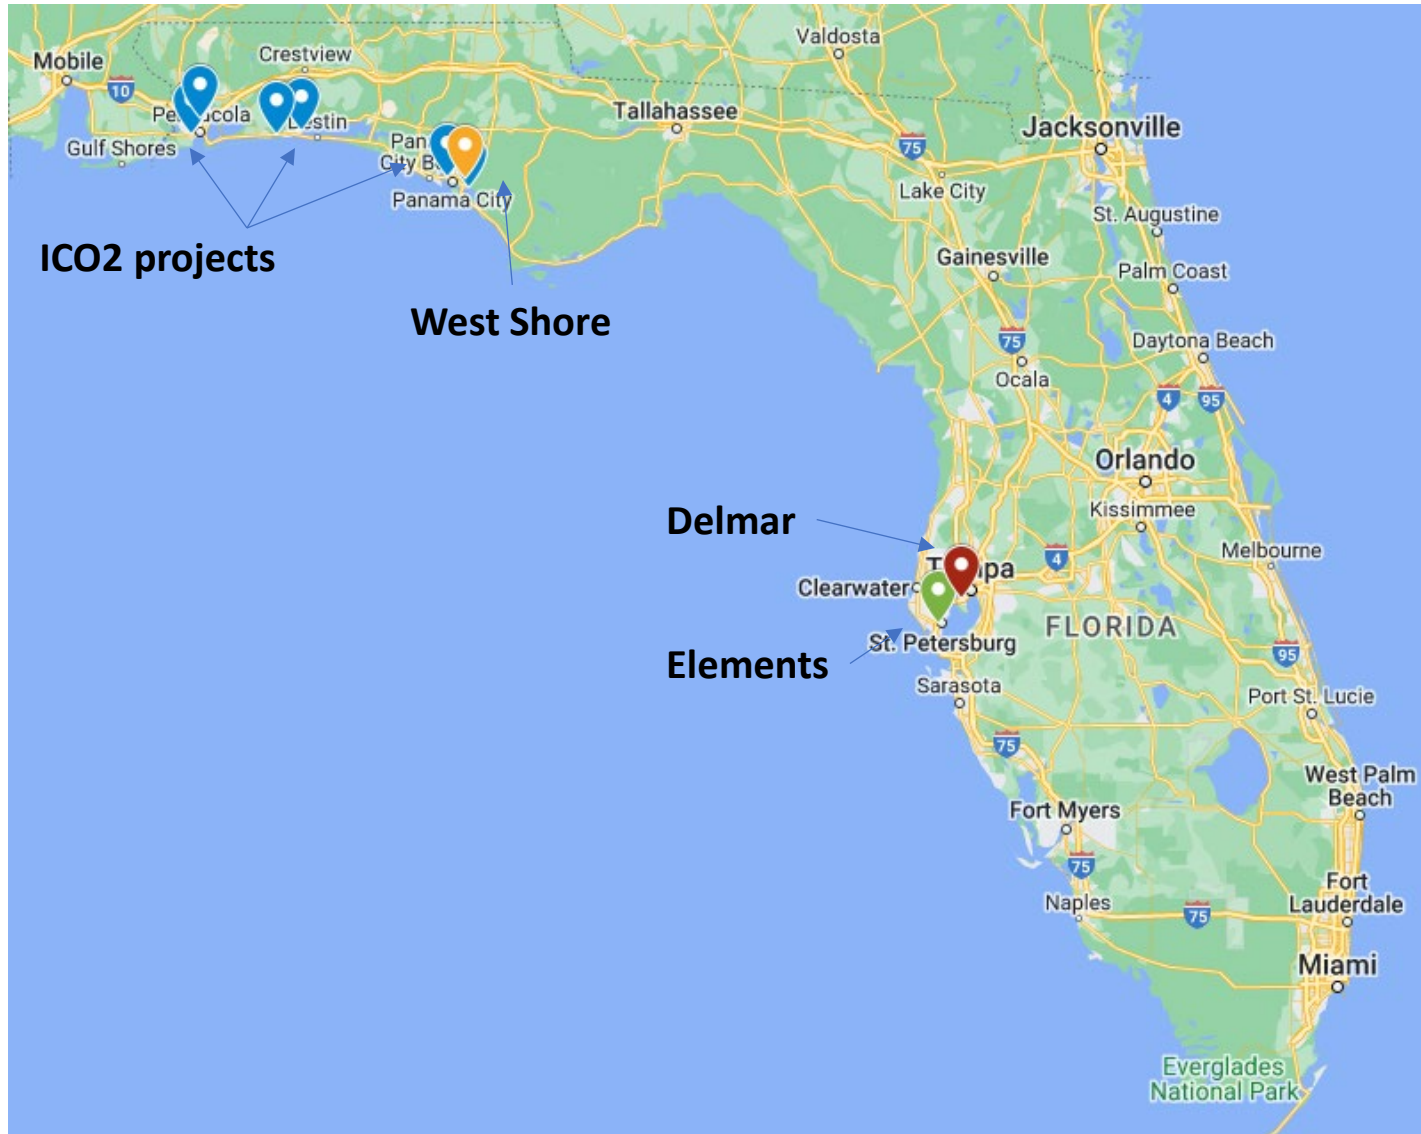 Valdosta
Mobile
Crestview
10
Tallahassee
Jacksonville
Destin
Gulf Shores
75
Lake City
Panama City
St. Augustine
ICO2 projects
Gainesville
Palm Coast
West Shore
75
Daytona Beach
Ocala
4
95
Orlando
Delmar
Kissimmee
Melbourne
4
Clearwater
FLORIDA
St. Petersburg
Elements
95
Sarasota
Port St. Lucie
75
West Palm
Beach
Fort Myers
75
Fort
Lauderdale
Naples
75
Miami
Everglades
National Park